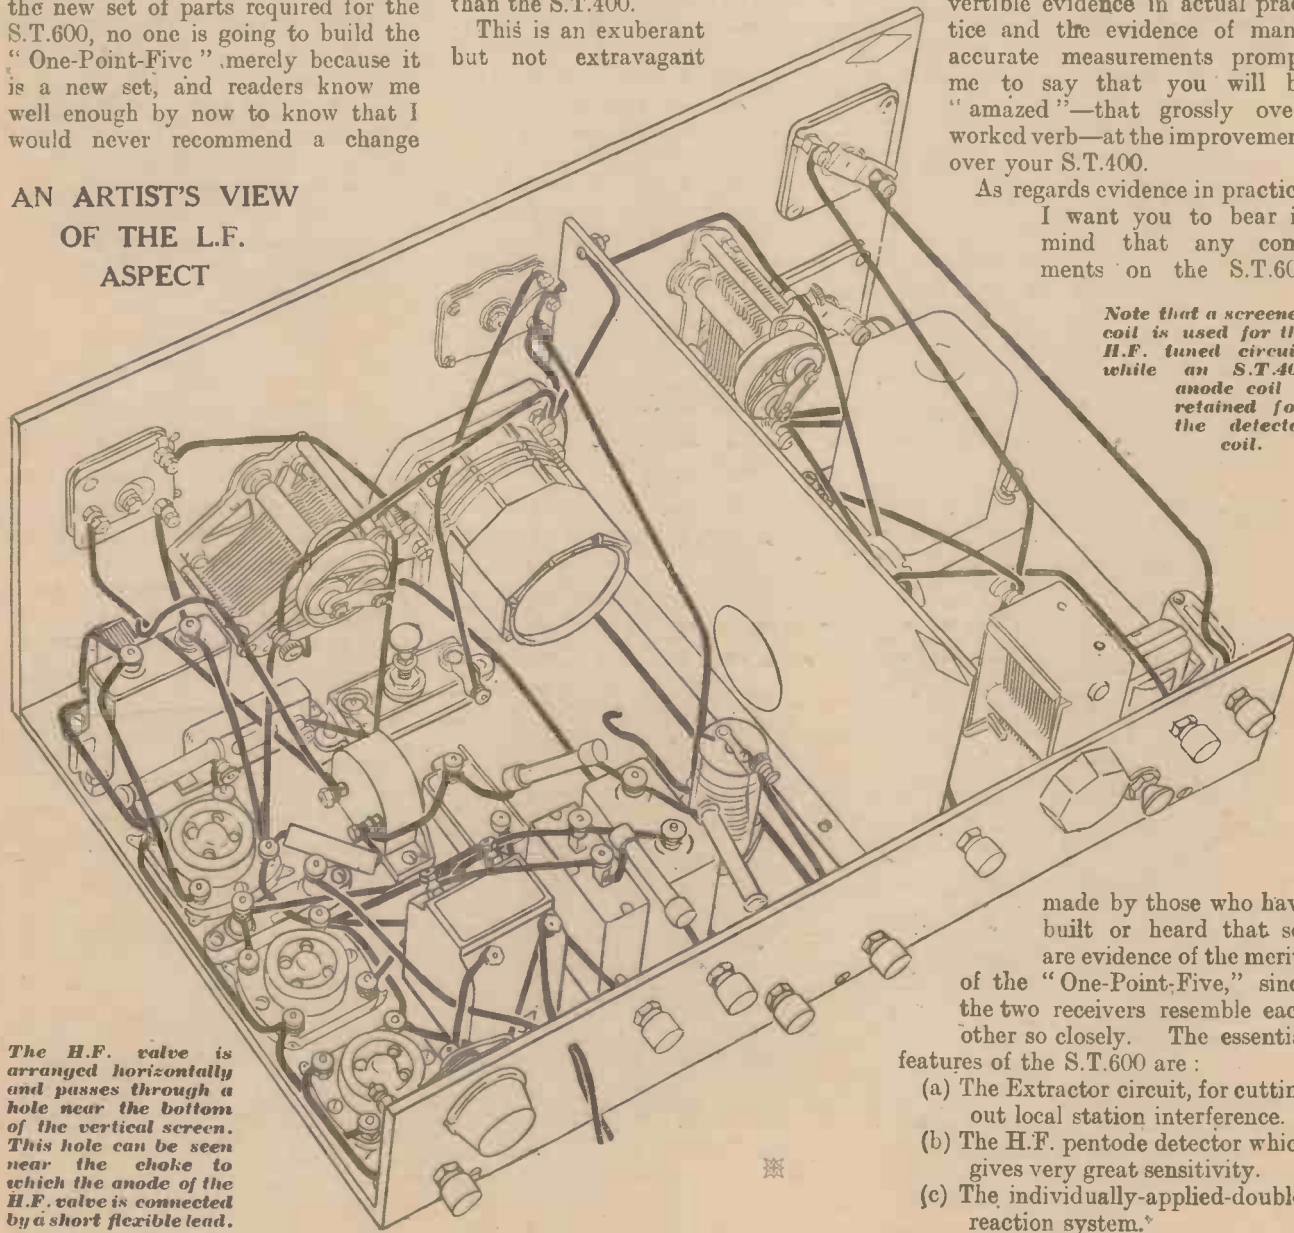 the new set of parts required for the
S.T.600, no one is going to build the
“ One-Point-Five ” merely because it
is a new set, and readers know me
well enough by now to know that I
would never recommend a change
than the S.T.400.
This is an exuberant
but not extravagant
vertible evidence in actual prac
tice and the evidence of man
accurate measurements promp
me to say that you will b
“ amazed ”—that grossly ove
worked verb—at the improvemen
over your S.T.400.
As regards evidence in practic
I want you to bear i
mind that any com
ments on the S.T.60
AN ARTIST'S VIEW
OF THE L.F.
ASPECT
Note that a screene
coil is used for th
H.F. tuned circui
while an S.T.40
anode coil
retained fo
the detecto
coil.
The H.F. valve is
arranged horizontally
and passes through a
hole near the bottom
of the vertical screen.
This hole can be seen
near the choke to
which the anode of the
H.F. valve is connected
by a short flexible lead.
made by those who hav
built or heard that se
are evidence of the merit
of the “ One-Point-Five,” sinc
the two receivers resemble eac
other so closely. The essentia
features of the S.T.600 are :
(a) The Extractor circuit, for cuttin
out local station interference.
(b) The H.F. pentode detector whic
gives very great sensitivity.
(c) The individually-applied-doubl
reaction system.